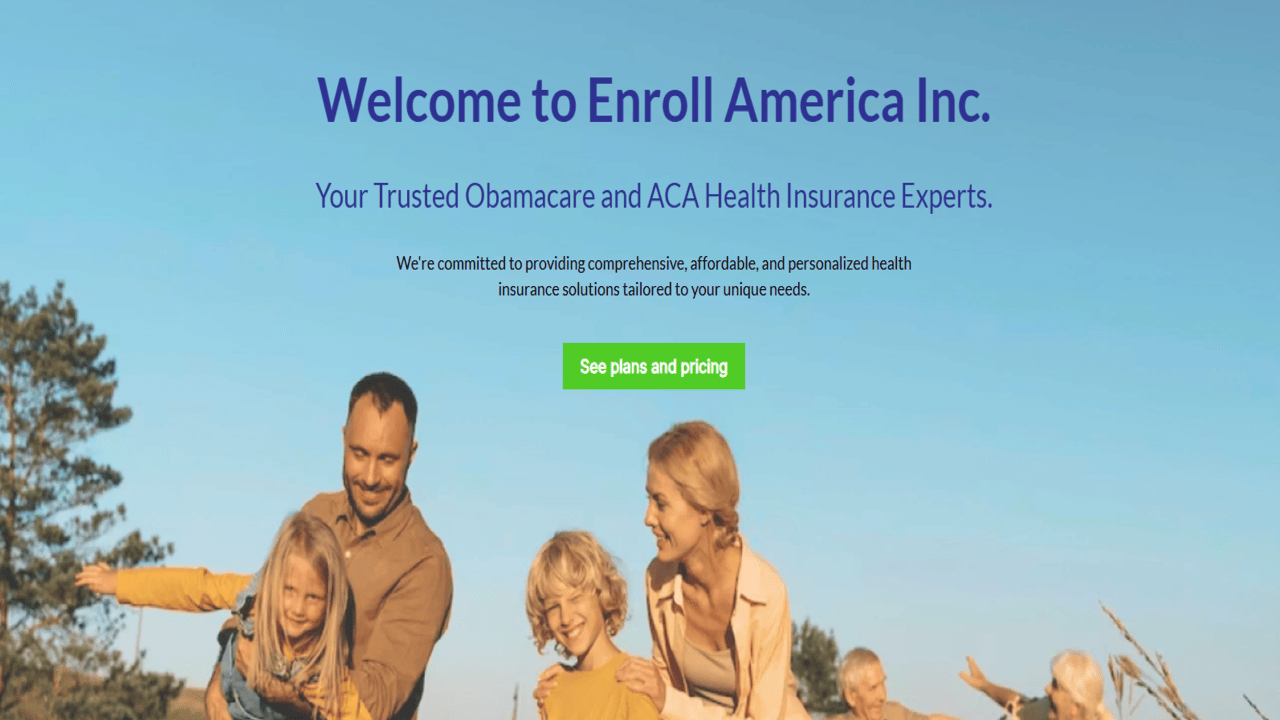 Welcome to Enroll America Inc.
Your Trusted Obamacare and ACA Health Insurance Experts.
We're committed to providing comprehensive, affordable, and personalized health
insurance solutions tailored to your unique needs.
See plans and pricing